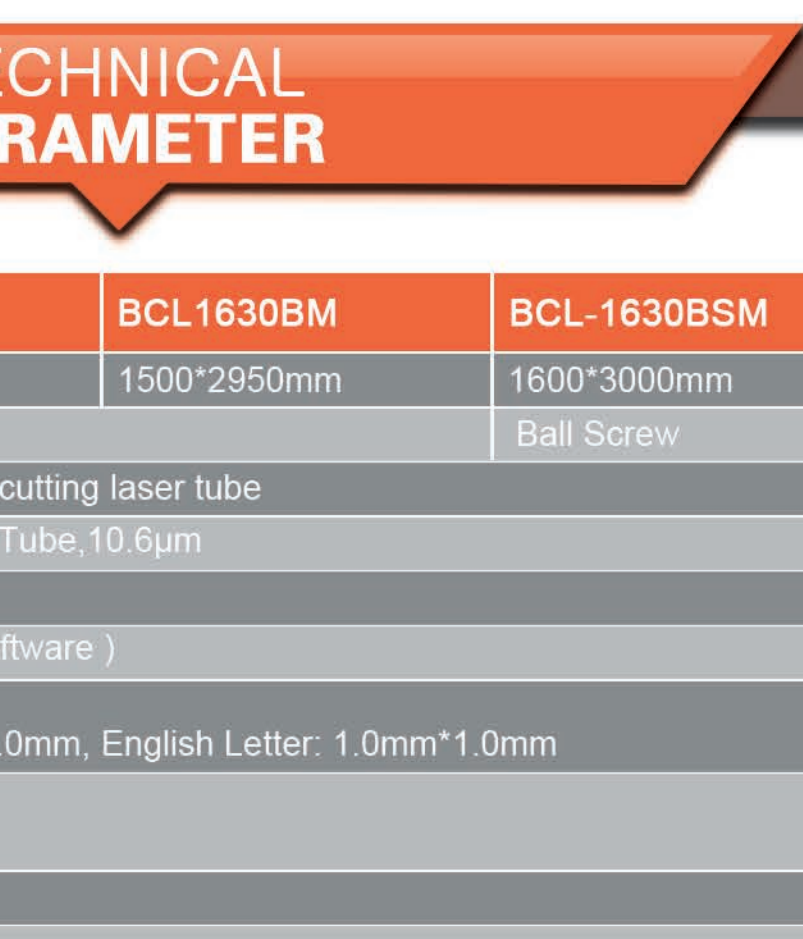 ECHNICAL
RAMETER
BCL1630BM BCL-1630BSM
1500*2950mm 1600*3000mm
Ball Screw
cutting laser tube
Tube,10.6μm
ftware )
.0mm, English Letter: 1.0mm*1.0mm